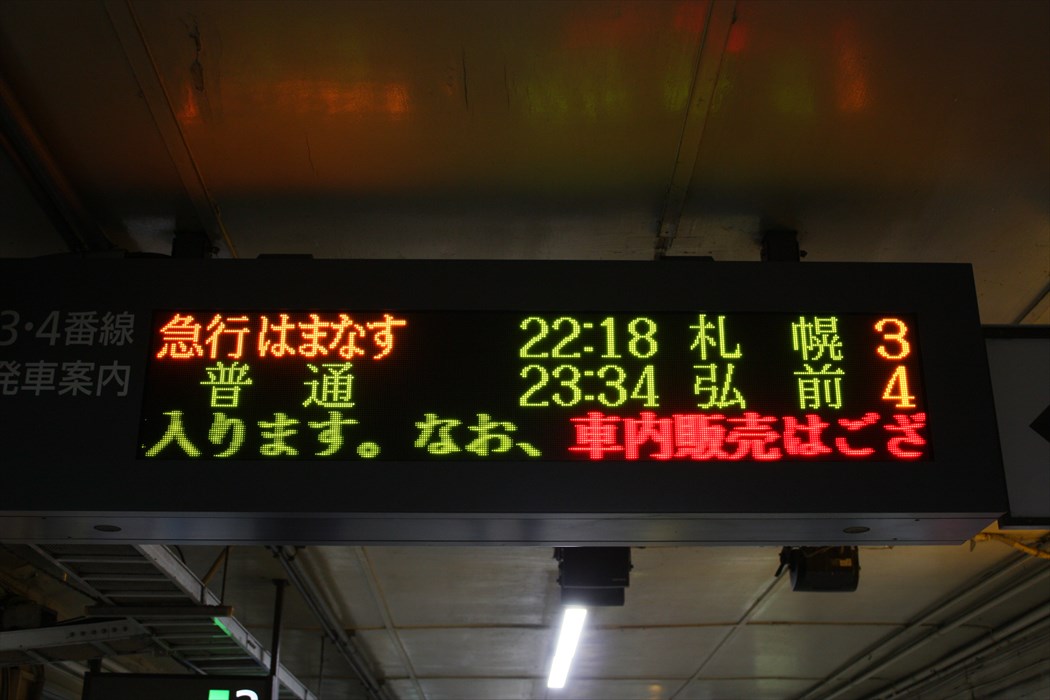 3・4番線
発車案内
急行はまなす 22:18 札幌 3
普通 23:34 弘前 4
入ります。なお、車内販売はござ